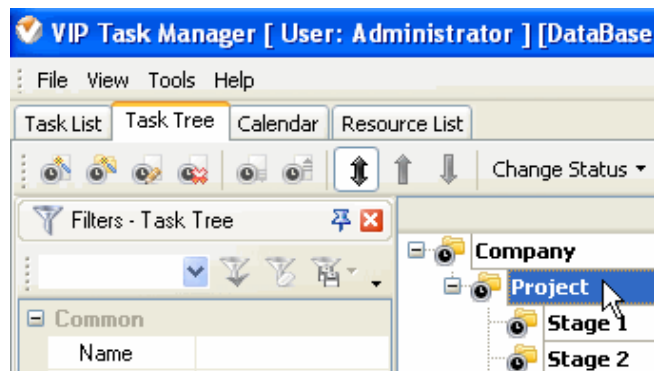 VIP Task Manager [ User: Administrator ] [DataBase
File View Tools Help
Task List Task Tree Calendar Resource List
Change Status
Filters - Task Tree
Company
Project
Common
Stage 1
Name
Stage 2